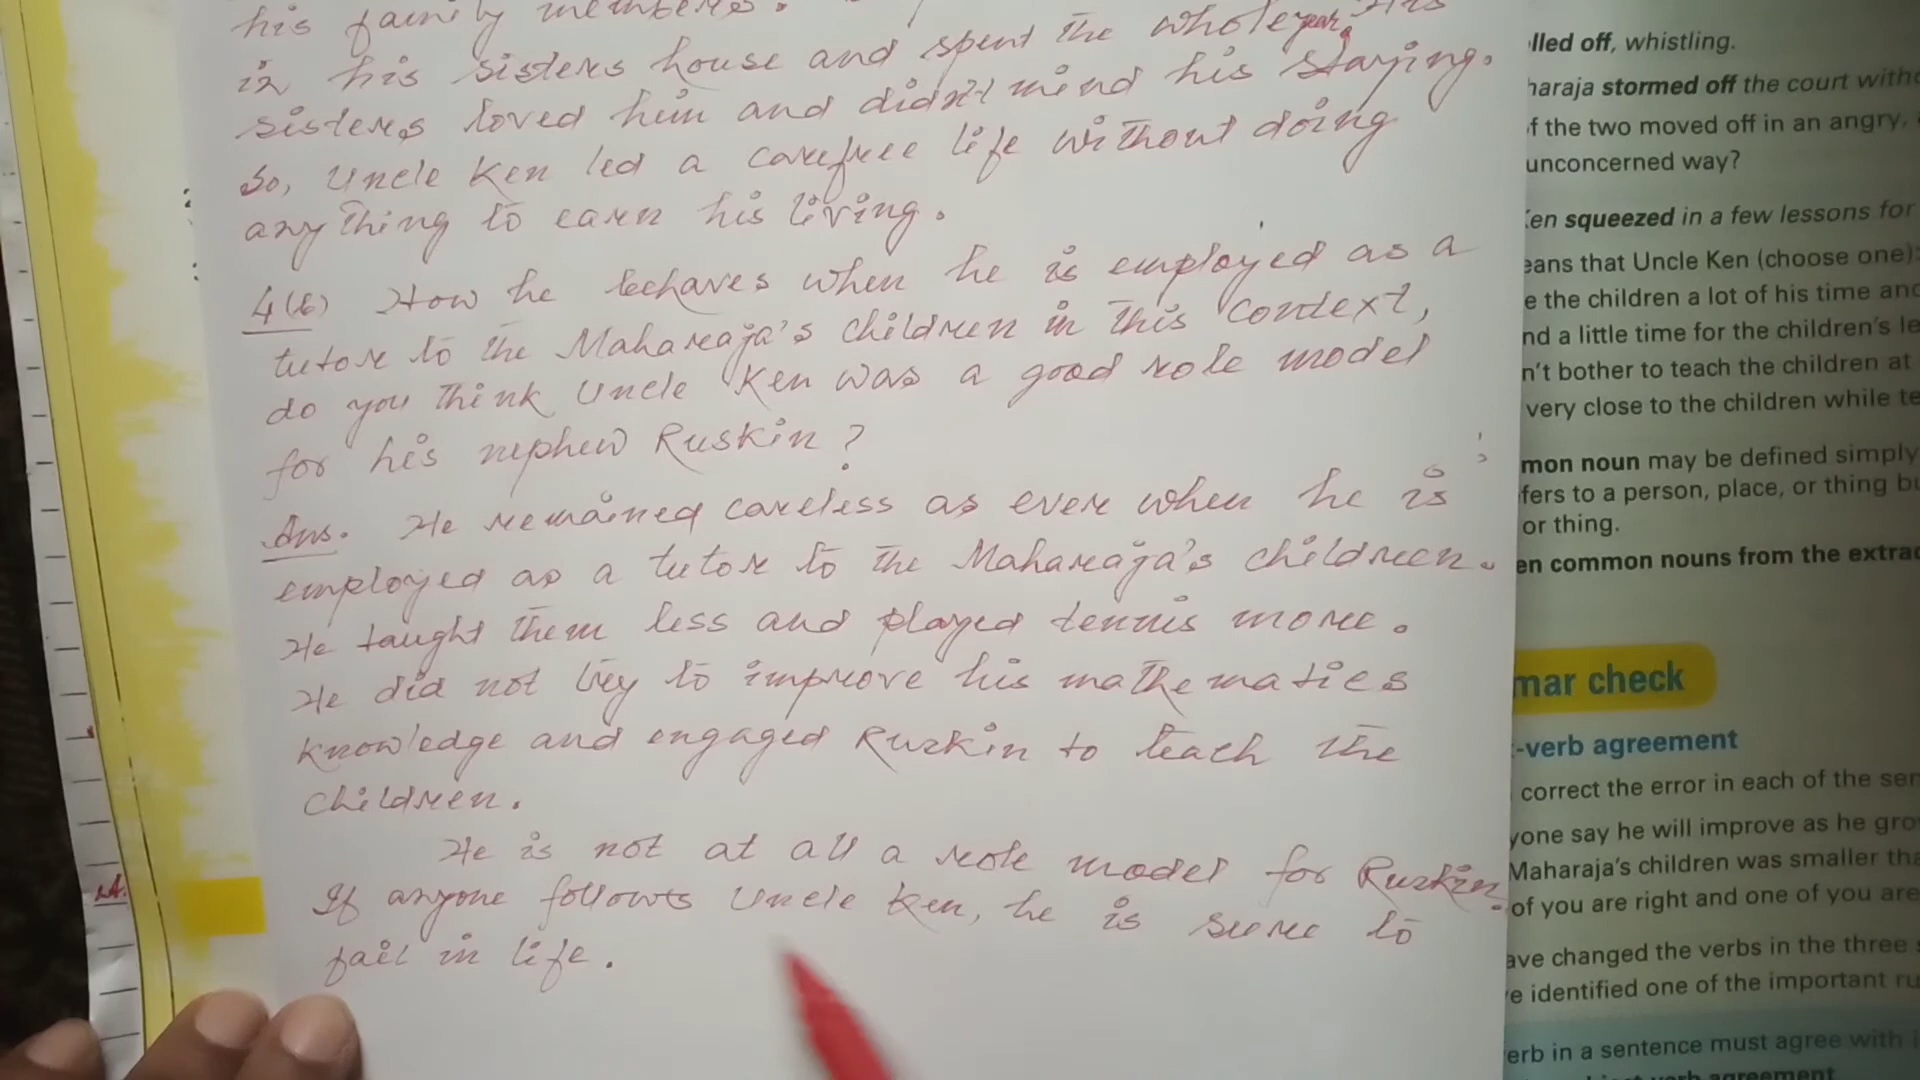 his family members.
in his sisters house and spent the whole year. His
sisters loved him and didn't mind his staying.
So, Uncle Ken led a carefree life without doing
anything to earn his living.
4(b) How he behaves when he is employed as a
tutor to the Maharaja's children in this context,
do you think Uncle Ken was a good role model
for his nephew Ruskin?
Ans. He remained careless as ever when he is
employed as a tutor to the Maharaja's children.
He taught them less and played tennis more.
He did not try to improve his mathematics
knowledge and engaged Ruskin to teach the
children.
He is not at all a role model for Ruskin.
If anyone follows Uncle Ken, he is sure to
fail in life.
lled off, whistling.
haraja stormed off the court with
f the two moved off in an angry,
unconcerned way?
Ken squeezed in a few lessons for
eans that Uncle Ken (choose one):
e the children a lot of his time and
nd a little time for the children's le
n't bother to teach the children at
very close to the children while te
mon noun may be defined simply
fers to a person, place, or thing bu
or thing.
en common nouns from the extra
mar check
-verb agreement
correct the error in each of the sen
yone say he will improve as he gro
Maharaja's children was smaller tha
of you are right and one of you are
ave changed the verbs in the three
e identified one of the important ru
erb in a sentence must agree with i
agreement